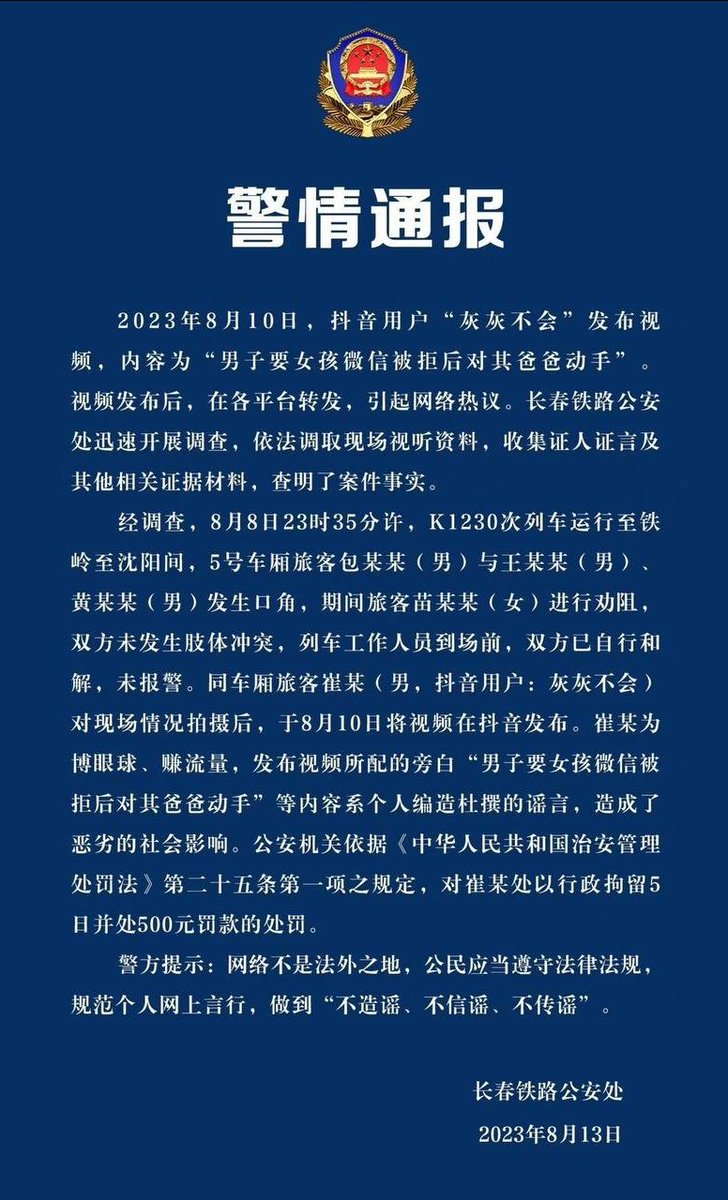 警情通报
2023年8月10日，抖音用户“灰灰不会”发布视
频，内容为“男子要女孩微信被拒后对其爸爸动手”。
视频发布后，在各平台转发，引起网络热议。长春铁路公安
处迅速开展调查，依法调取现场视听资料，收集证人证言及
其他相关证据材料，查明了案件事实。
经调查，8月8日23时35分许，K1230次列车运行至铁
岭至沈阳间，5号车厢旅客包某某（男）与王某某（男）、
黄某某（男）发生口角，期间旅客苗某某（女）进行劝阻，
双方未发生肢体冲突，列车工作人员到场前，双方已自行和
解，未报警。同车厢旅客崔某（男，抖音用户：灰灰不会）
对现场情况拍摄后，于8月10日将视频在抖音发布。崔某为
博眼球、赚流量，发布视频所配的旁白“男子要女孩微信被
拒后对其爸爸动手”等内容系个人编造杜撰的谣言，造成了
恶劣的社会影响。公安机关依据《中华人民共和国治安管理
处罚法》第二十五条第一项之规定，对崔某处以行政拘留5
日并处500元罚款的处罚。
警方提示：网络不是法外之地，公民应当遵守法律法规，
规范个人网上言行，做到“不造谣、不信谣、不传谣”。
长春铁路公安处
2023年8月13日